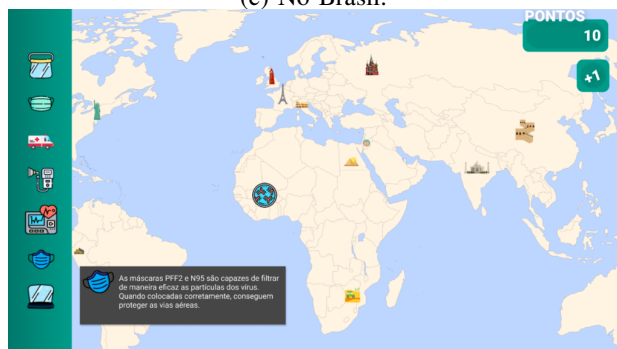 (c) No Brasil.
PONTOS
10
+1
As máscaras PFF2 e N95 são capazes de filtrar
de maneira eficaz as partículas dos vírus.
Quando colocadas corretamente, conseguem
proteger as vias aéreas.